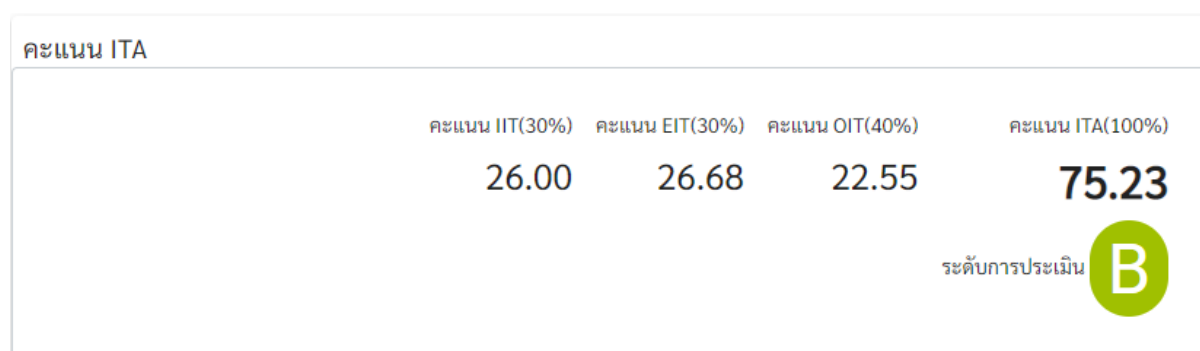 คะแนน ITA
คะแนน IIT(30%) คะแนน EIT(30%) คะแนน OIT(40%) คะแนน ITA(100%)
26.00 26.68 22.55 75.23
ระดับการประเมิน B